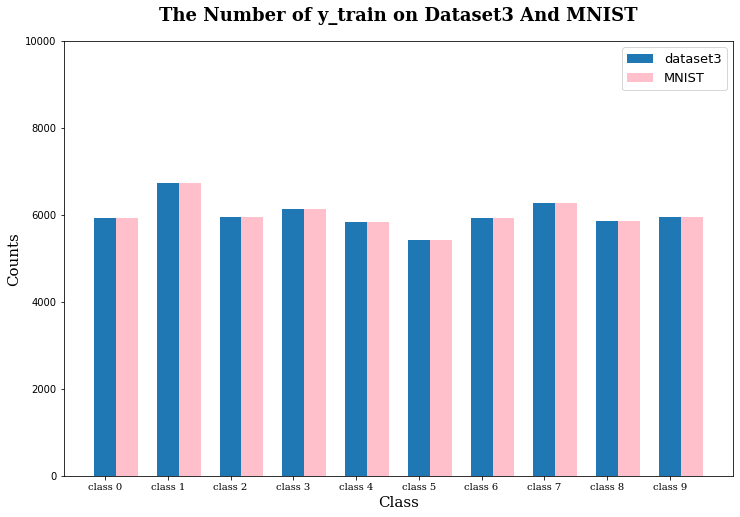 The Number of y_train on Dataset3 And MNIST
10000
8000
6000
4000
2000
0
Counts
dataset3
MNIST
class 0 class 1 class 2 class 3 class 4 class 5 class 6 class 7 class 8 class 9
Class